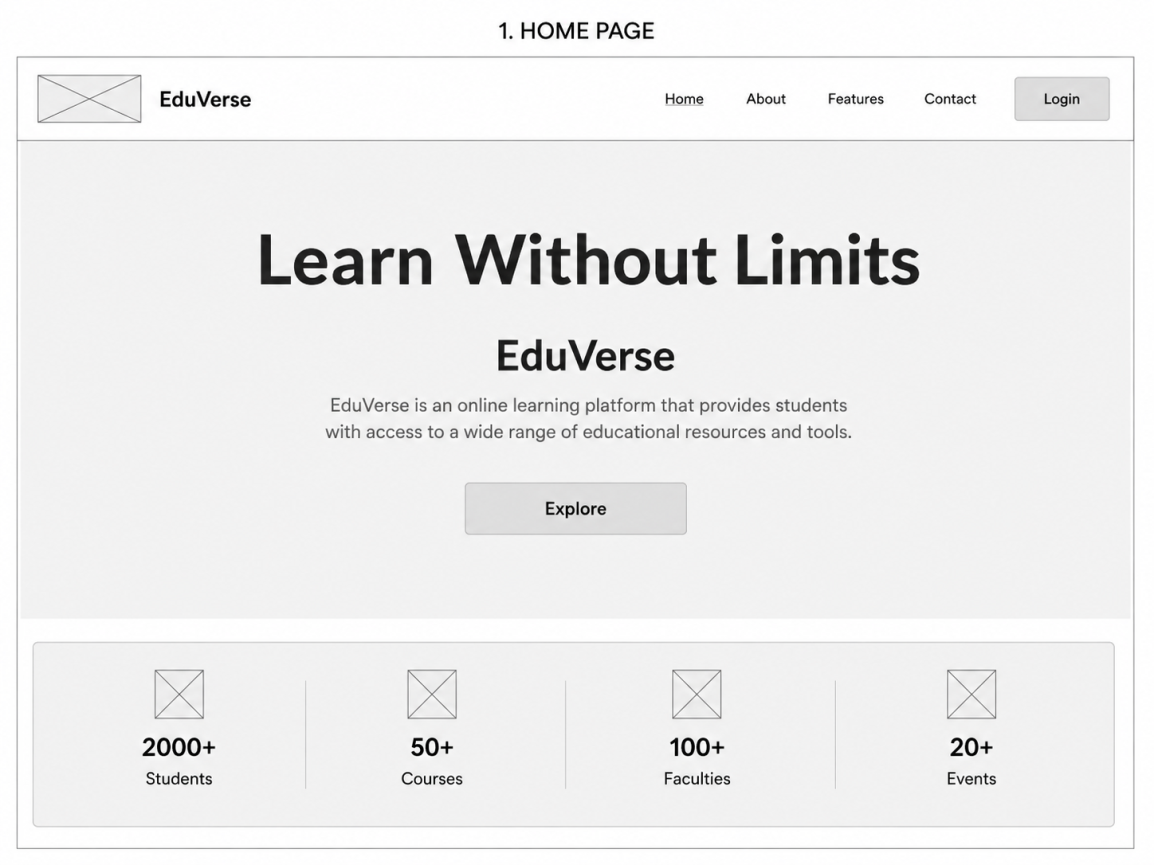 1. HOME PAGE
EduVerse
Home
About
Features
Contact
Login
Learn Without Limits
EduVerse
EduVerse is an online learning platform that provides students
with access to a wide range of educational resources and tools.
Explore
2000+
Students
50+
Courses
100+
Faculties
20+
Events